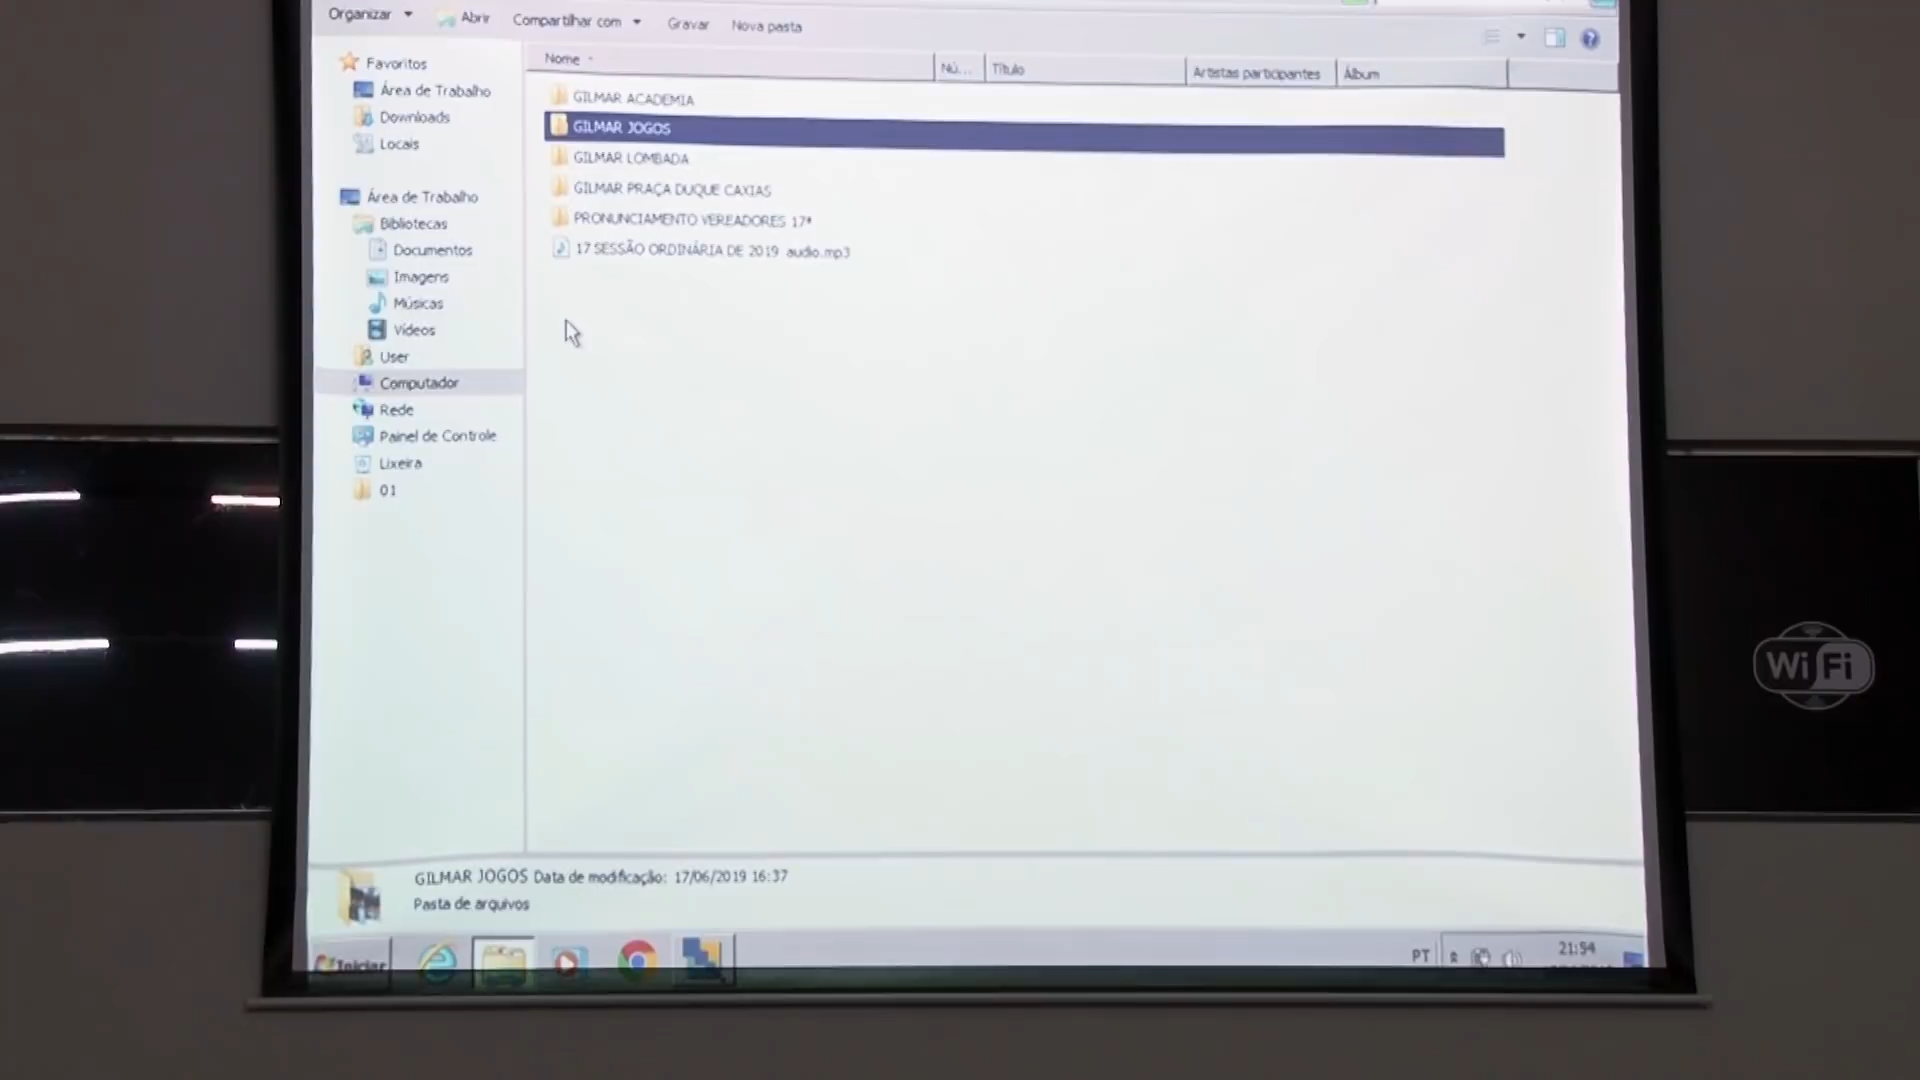 Organizar Abrir Compartilhar com Gravar Nova pasta
Nome Nú... Título Artistas participantes Álbum
Favoritos
Área de Trabalho
Downloads
Locais
Área de Trabalho
Bibliotecas
Documentos
Imagens
Músicas
Vídeos
User
Computador
Rede
Painel de Controle
Lixeira
01
GILMAR ACADEMIA
GILMAR JOGOS
GILMAR LOMBADA
GILMAR PRAÇA DUQUE CAXIAS
PRONUNCIAMENTO VEREADORES 17ª
17 SESSÃO ORDINÁRIA DE 2019 audio.mp3
WiFi
GILMAR JOGOS Data de modificação: 17/06/2019 16:37
Pasta de arquivos
Iniciar
PT
21:54